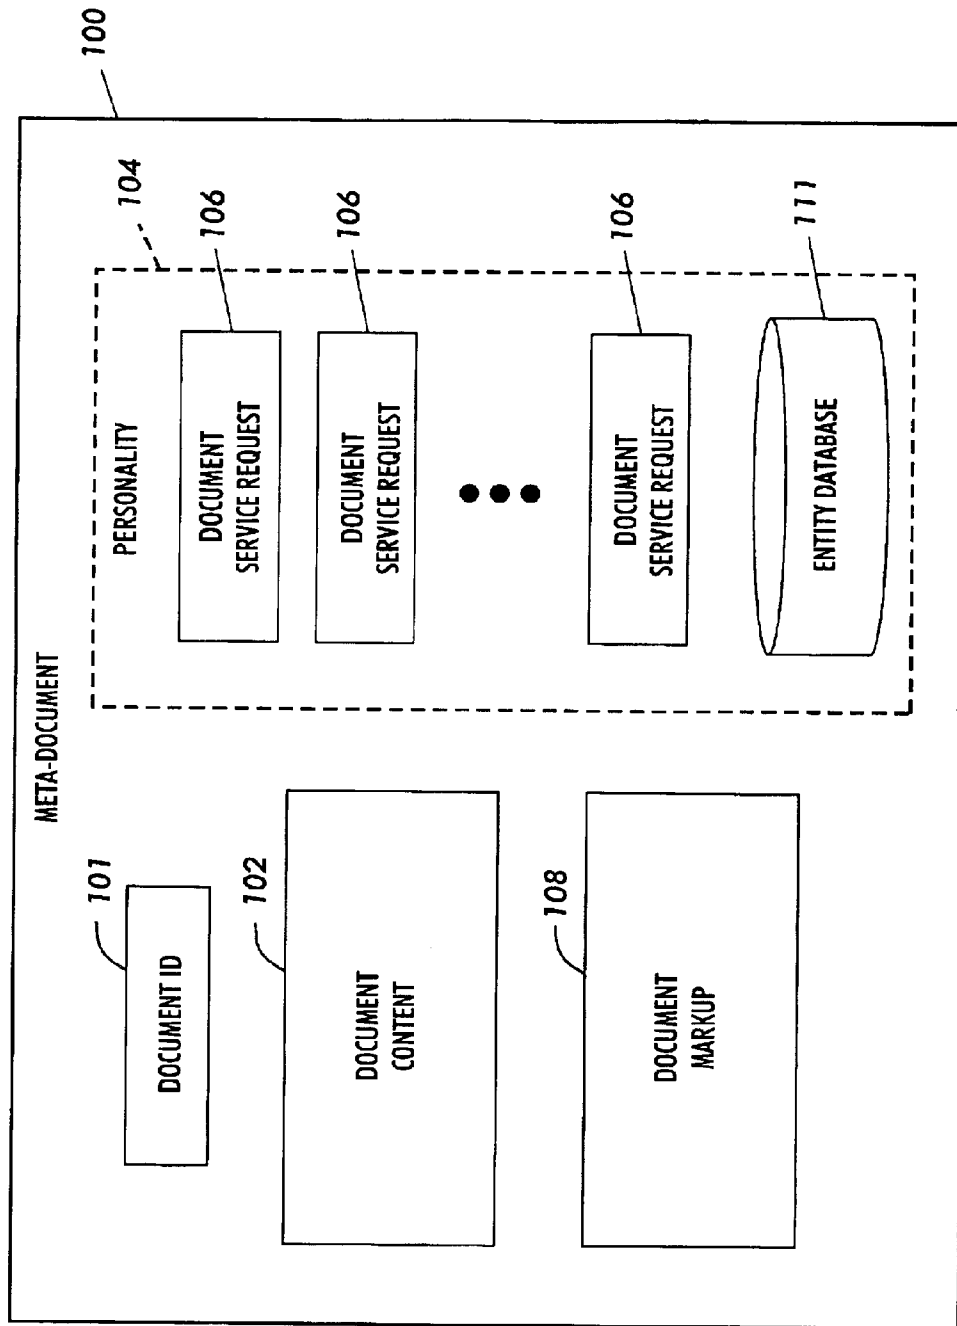 META-DOCUMENT
100
DOCUMENT ID
101
DOCUMENT
CONTENT
102
DOCUMENT
MARKUP
108
PERSONALITY
104
DOCUMENT
SERVICE REQUEST
106
DOCUMENT
SERVICE REQUEST
106
DOCUMENT
SERVICE REQUEST
106
ENTITY DATABASE
111